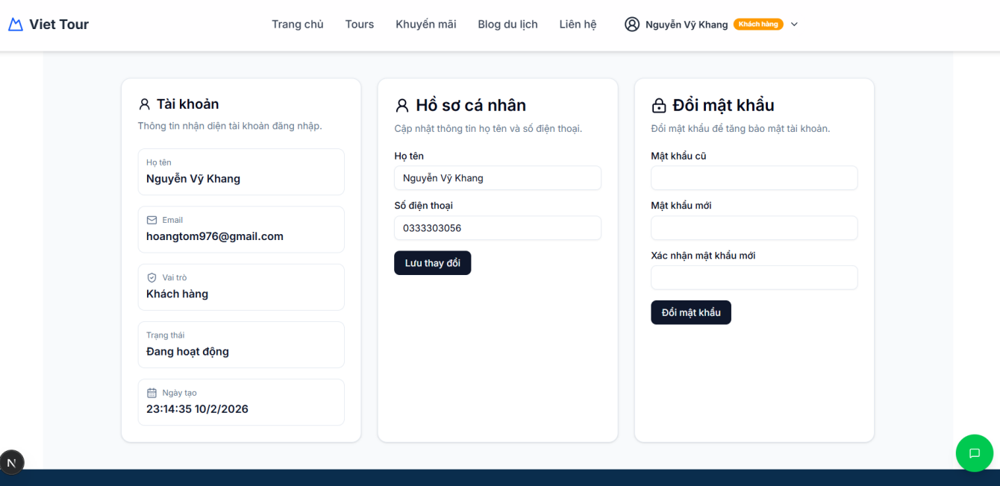 Viet Tour
Trang chủ
Tours
Khuyến mãi
Blog du lịch
Liên hệ
Nguyễn Vỹ Khang
Khách hàng
Tài khoản
Thông tin nhận diện tài khoản đăng nhập.
Họ tên
Nguyễn Vỹ Khang
Email
hoangtom976@gmail.com
Vai trò
Khách hàng
Trạng thái
Đang hoạt động
Ngày tạo
23:14:35 10/2/2026
Hồ sơ cá nhân
Cập nhật thông tin họ tên và số điện thoại.
Họ tên
Nguyễn Vỹ Khang
Số điện thoại
0333303056
Lưu thay đổi
Đổi mật khẩu
Đổi mật khẩu để tăng bảo mật tài khoản.
Mật khẩu cũ
Mật khẩu mới
Xác nhận mật khẩu mới
Đổi mật khẩu
N